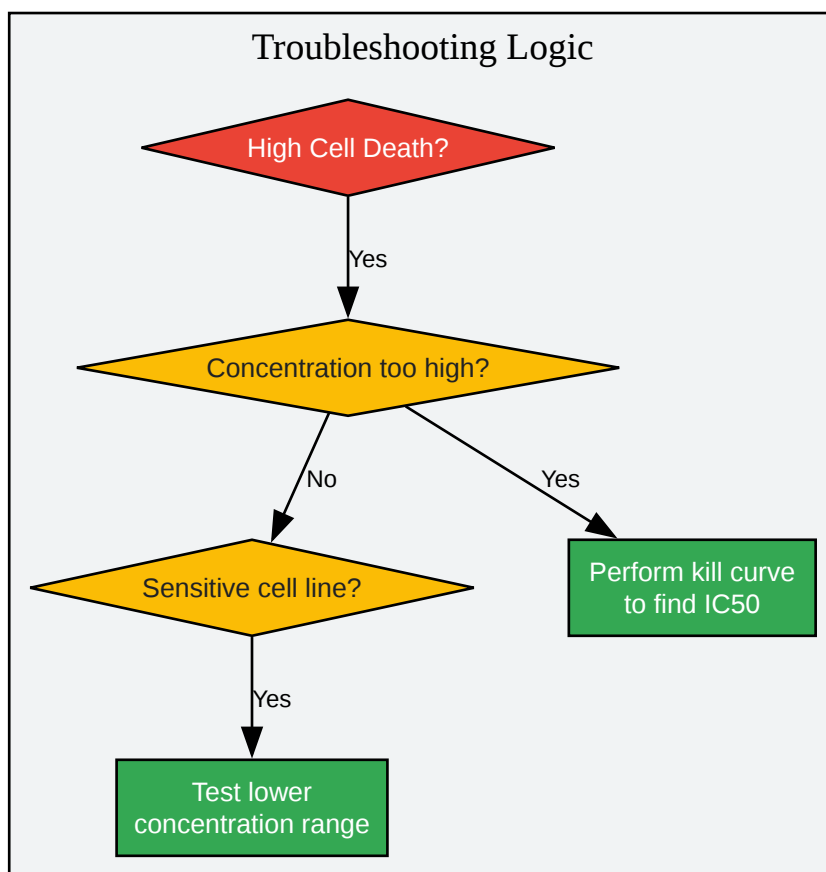 Troubleshooting Logic
High Cell Death?
Yes
Concentration too high?
No
Yes
Sensitive cell line?
Perform kill curve
to find IC50
Yes
Test lower
concentration range